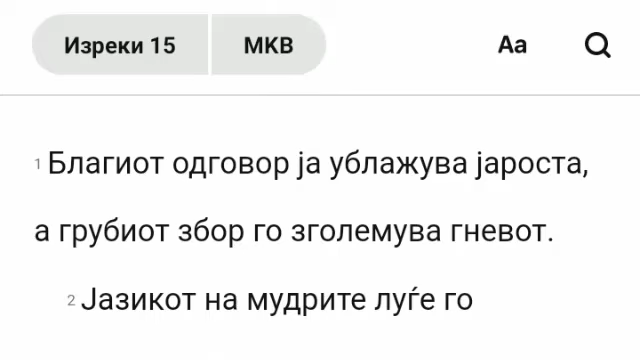 Изреки 15 MKB Aa
1 Благиот одговор ја ублажува јароста,
а грубиот збор го зголемува гневот.
2 Јазикот на мудрите луѓе го